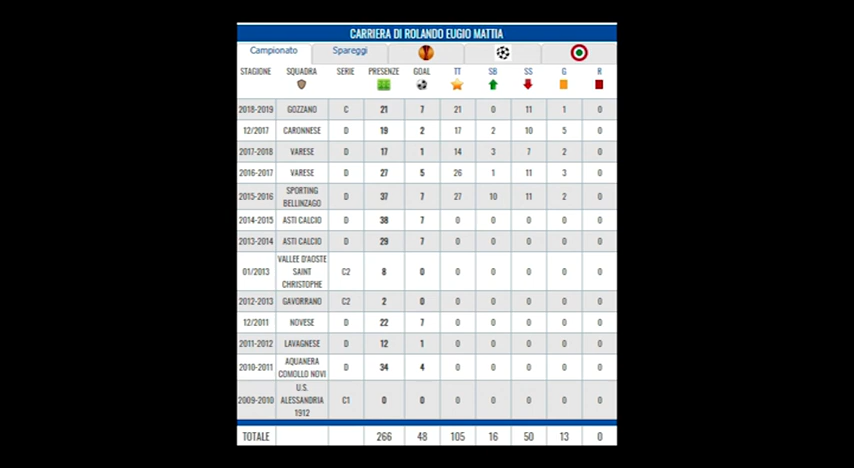 CARRIERA DI ROLANDO EUGIO MATTIA
Campionato Spareggi
STAGIONE SQUADRA SERIE PRESENZE GOAL TT SB SS G R
2018-2019 GOZZANO C 21 7 21 0 11 1 0
12/2017 CARONNESE D 19 2 17 2 10 5 0
2017-2018 VARESE D 17 1 14 3 7 2 0
2016-2017 VARESE D 27 5 26 1 11 3 0
2015-2016 SPORTING BELLINZAGO D 37 7 27 10 11 2 0
2014-2015 ASTI CALCIO D 38 7 0 0 0 0 0
2013-2014 ASTI CALCIO D 29 7 0 0 0 0 0
01/2013 VALLEE D'AOSTE SAINT CHRISTOPHE C2 8 0 0 0 0 0 0
2012-2013 GAVORRANO C2 2 0 0 0 0 0 0
12/2011 NOVESE D 22 7 0 0 0 0 0
2011-2012 LAVAGNESE D 12 1 0 0 0 0 0
2010-2011 AQUANERA COMOLLO NOVI D 34 4 0 0 0 0 0
2009-2010 U.S. ALESSANDRIA 1912 C1 0 0 0 0 0 0 0
TOTALE 266 48 105 16 50 13 0